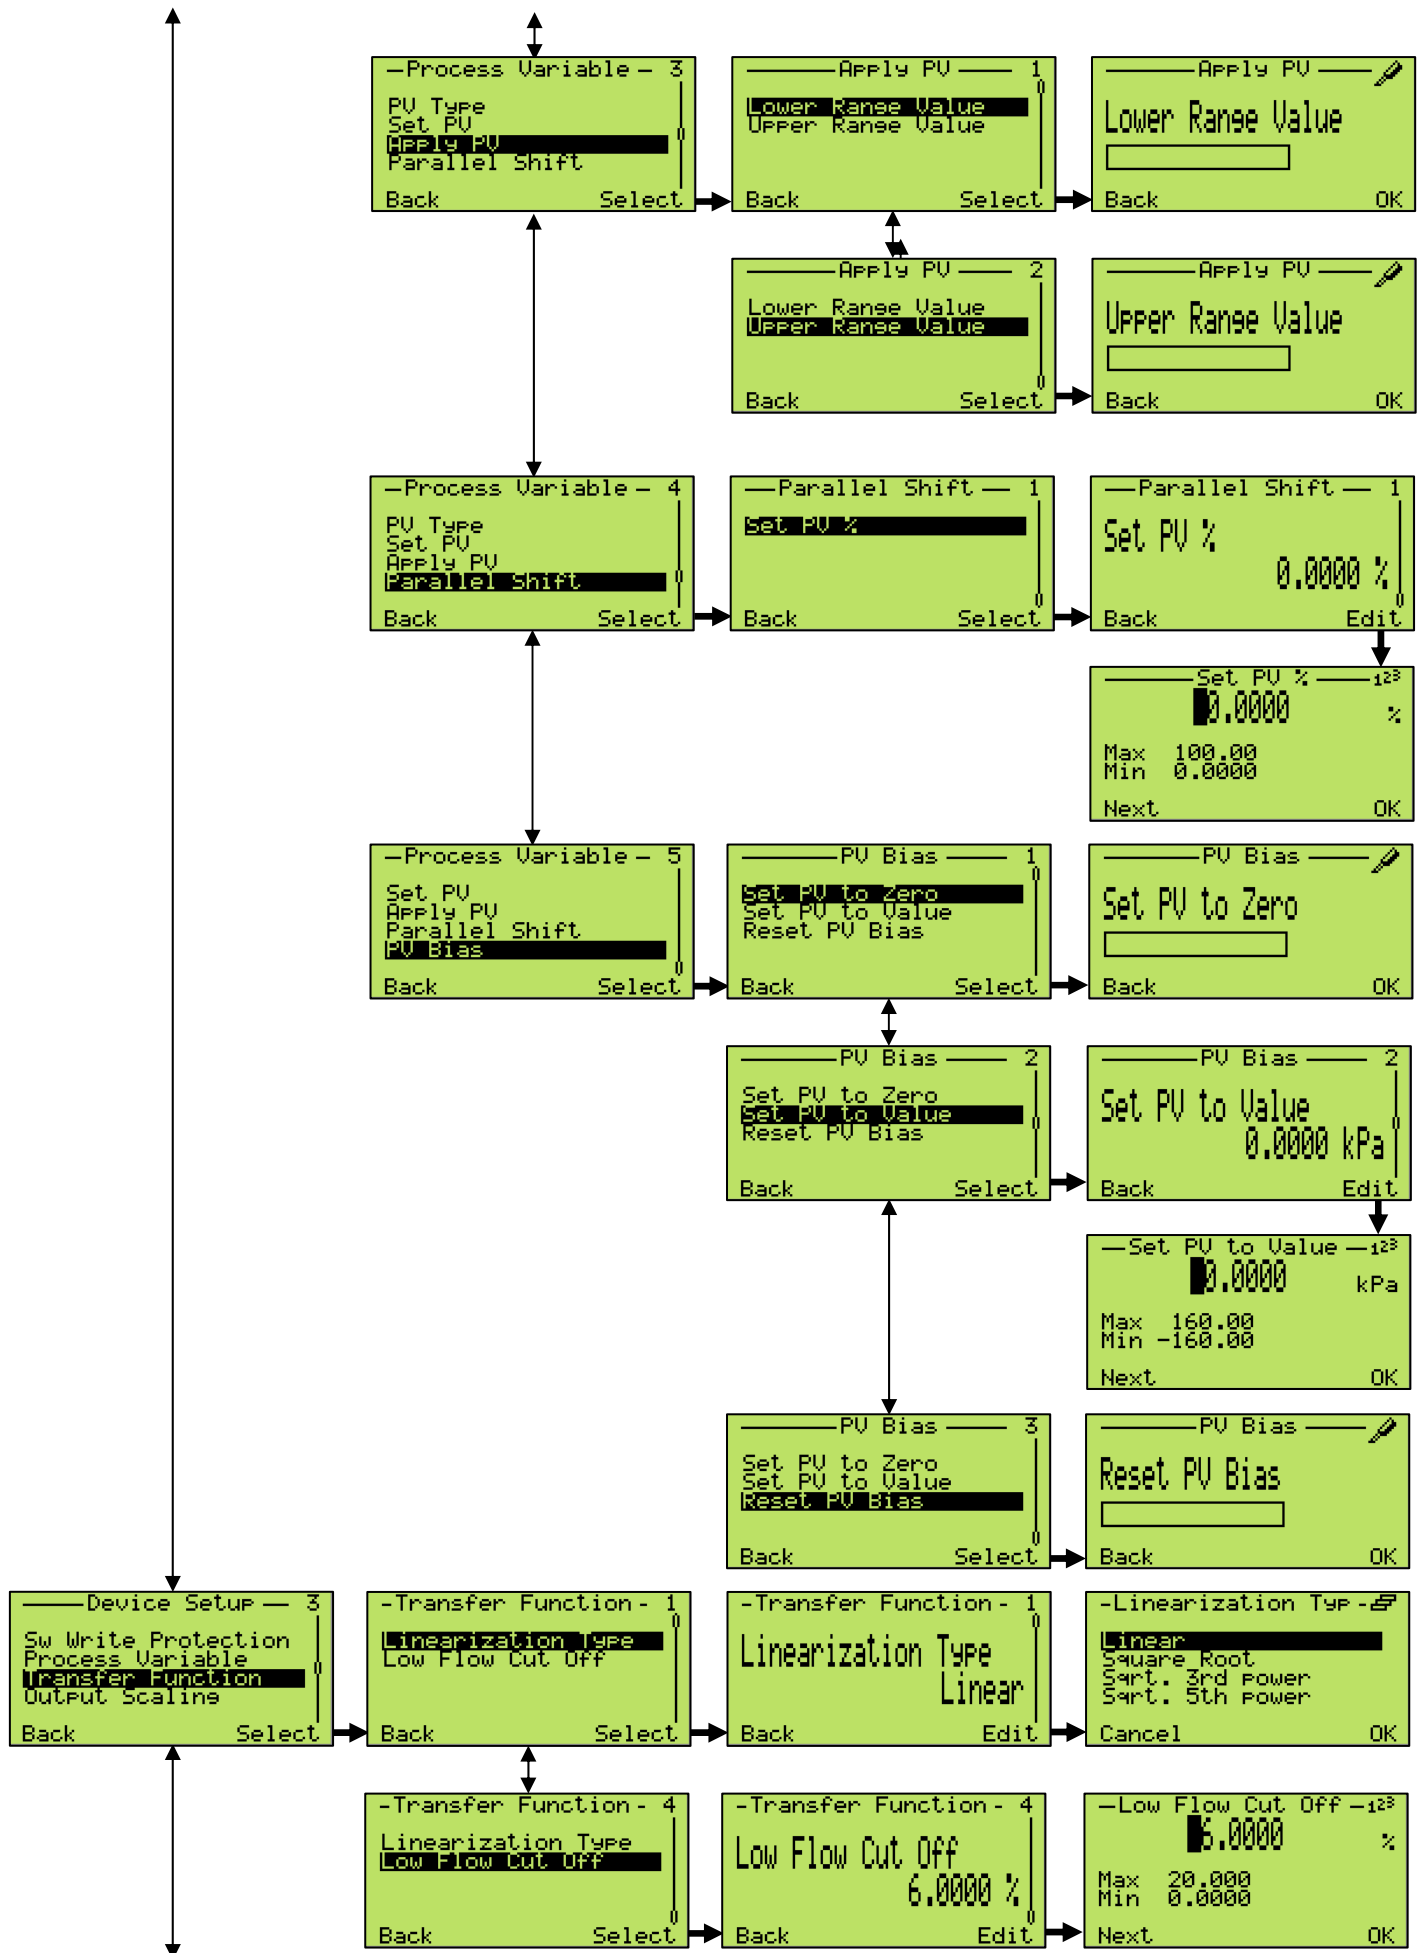 Process Variable 3
PV Type
Set PV
Apply PV
Parallel Shift
Back Select
Apply PV 1
Lower Range Value
Upper Range Value
Back Select
Apply PV
Lower Range Value
Back OK
Apply PV 2
Lower Range Value
Upper Range Value
Back Select
Apply PV
Upper Range Value
Back OK
Process Variable 4
PV Type
Set PV
Apply PV
Parallel Shift
Back Select
Parallel Shift 1
Set PV %
Back Select
Parallel Shift 1
Set PV %
0.0000 %
Back Edit
Set PV % 123
0.0000 %
Max 100.00
Min 0.0000
Next OK
Process Variable 5
Set PV
Apply PV
Parallel Shift
PV Bias
Back Select
PV Bias 1
Set PV to Zero
Set PV to Value
Reset PV Bias
Back Select
PV Bias
Set PV to Zero
Back OK
PV Bias 2
Set PV to Zero
Set PV to Value
Reset PV Bias
Back Select
PV Bias 2
Set PV to Value
0.0000 kPa
Back Edit
Set PV to Value 123
0.0000 kPa
Max 160.00
Min -160.00
Next OK
PV Bias 3
Set PV to Zero
Set PV to Value
Reset PV Bias
Back Select
PV Bias
Reset PV Bias
Back OK
Device Setup 3
Sw Write Protection
Process Variable
Transfer Function
Output Scaling
Back Select
-Transfer Function- 1
Linearization Type
Low Flow Cut Off
Back Select
-Transfer Function- 1
Linearization Type
Linear
Back Edit
-Linearization Typ-
Linear
Square Root
Sqrt. 3rd power
Sqrt. 5th power
Cancel OK
-Transfer Function- 4
Linearization Type
Low Flow Cut Off
Back Select
-Transfer Function- 4
Low Flow Cut Off
6.0000 %
Back Edit
Low Flow Cut Off 123
6.0000 %
Max 20.000
Min 0.0000
Next OK